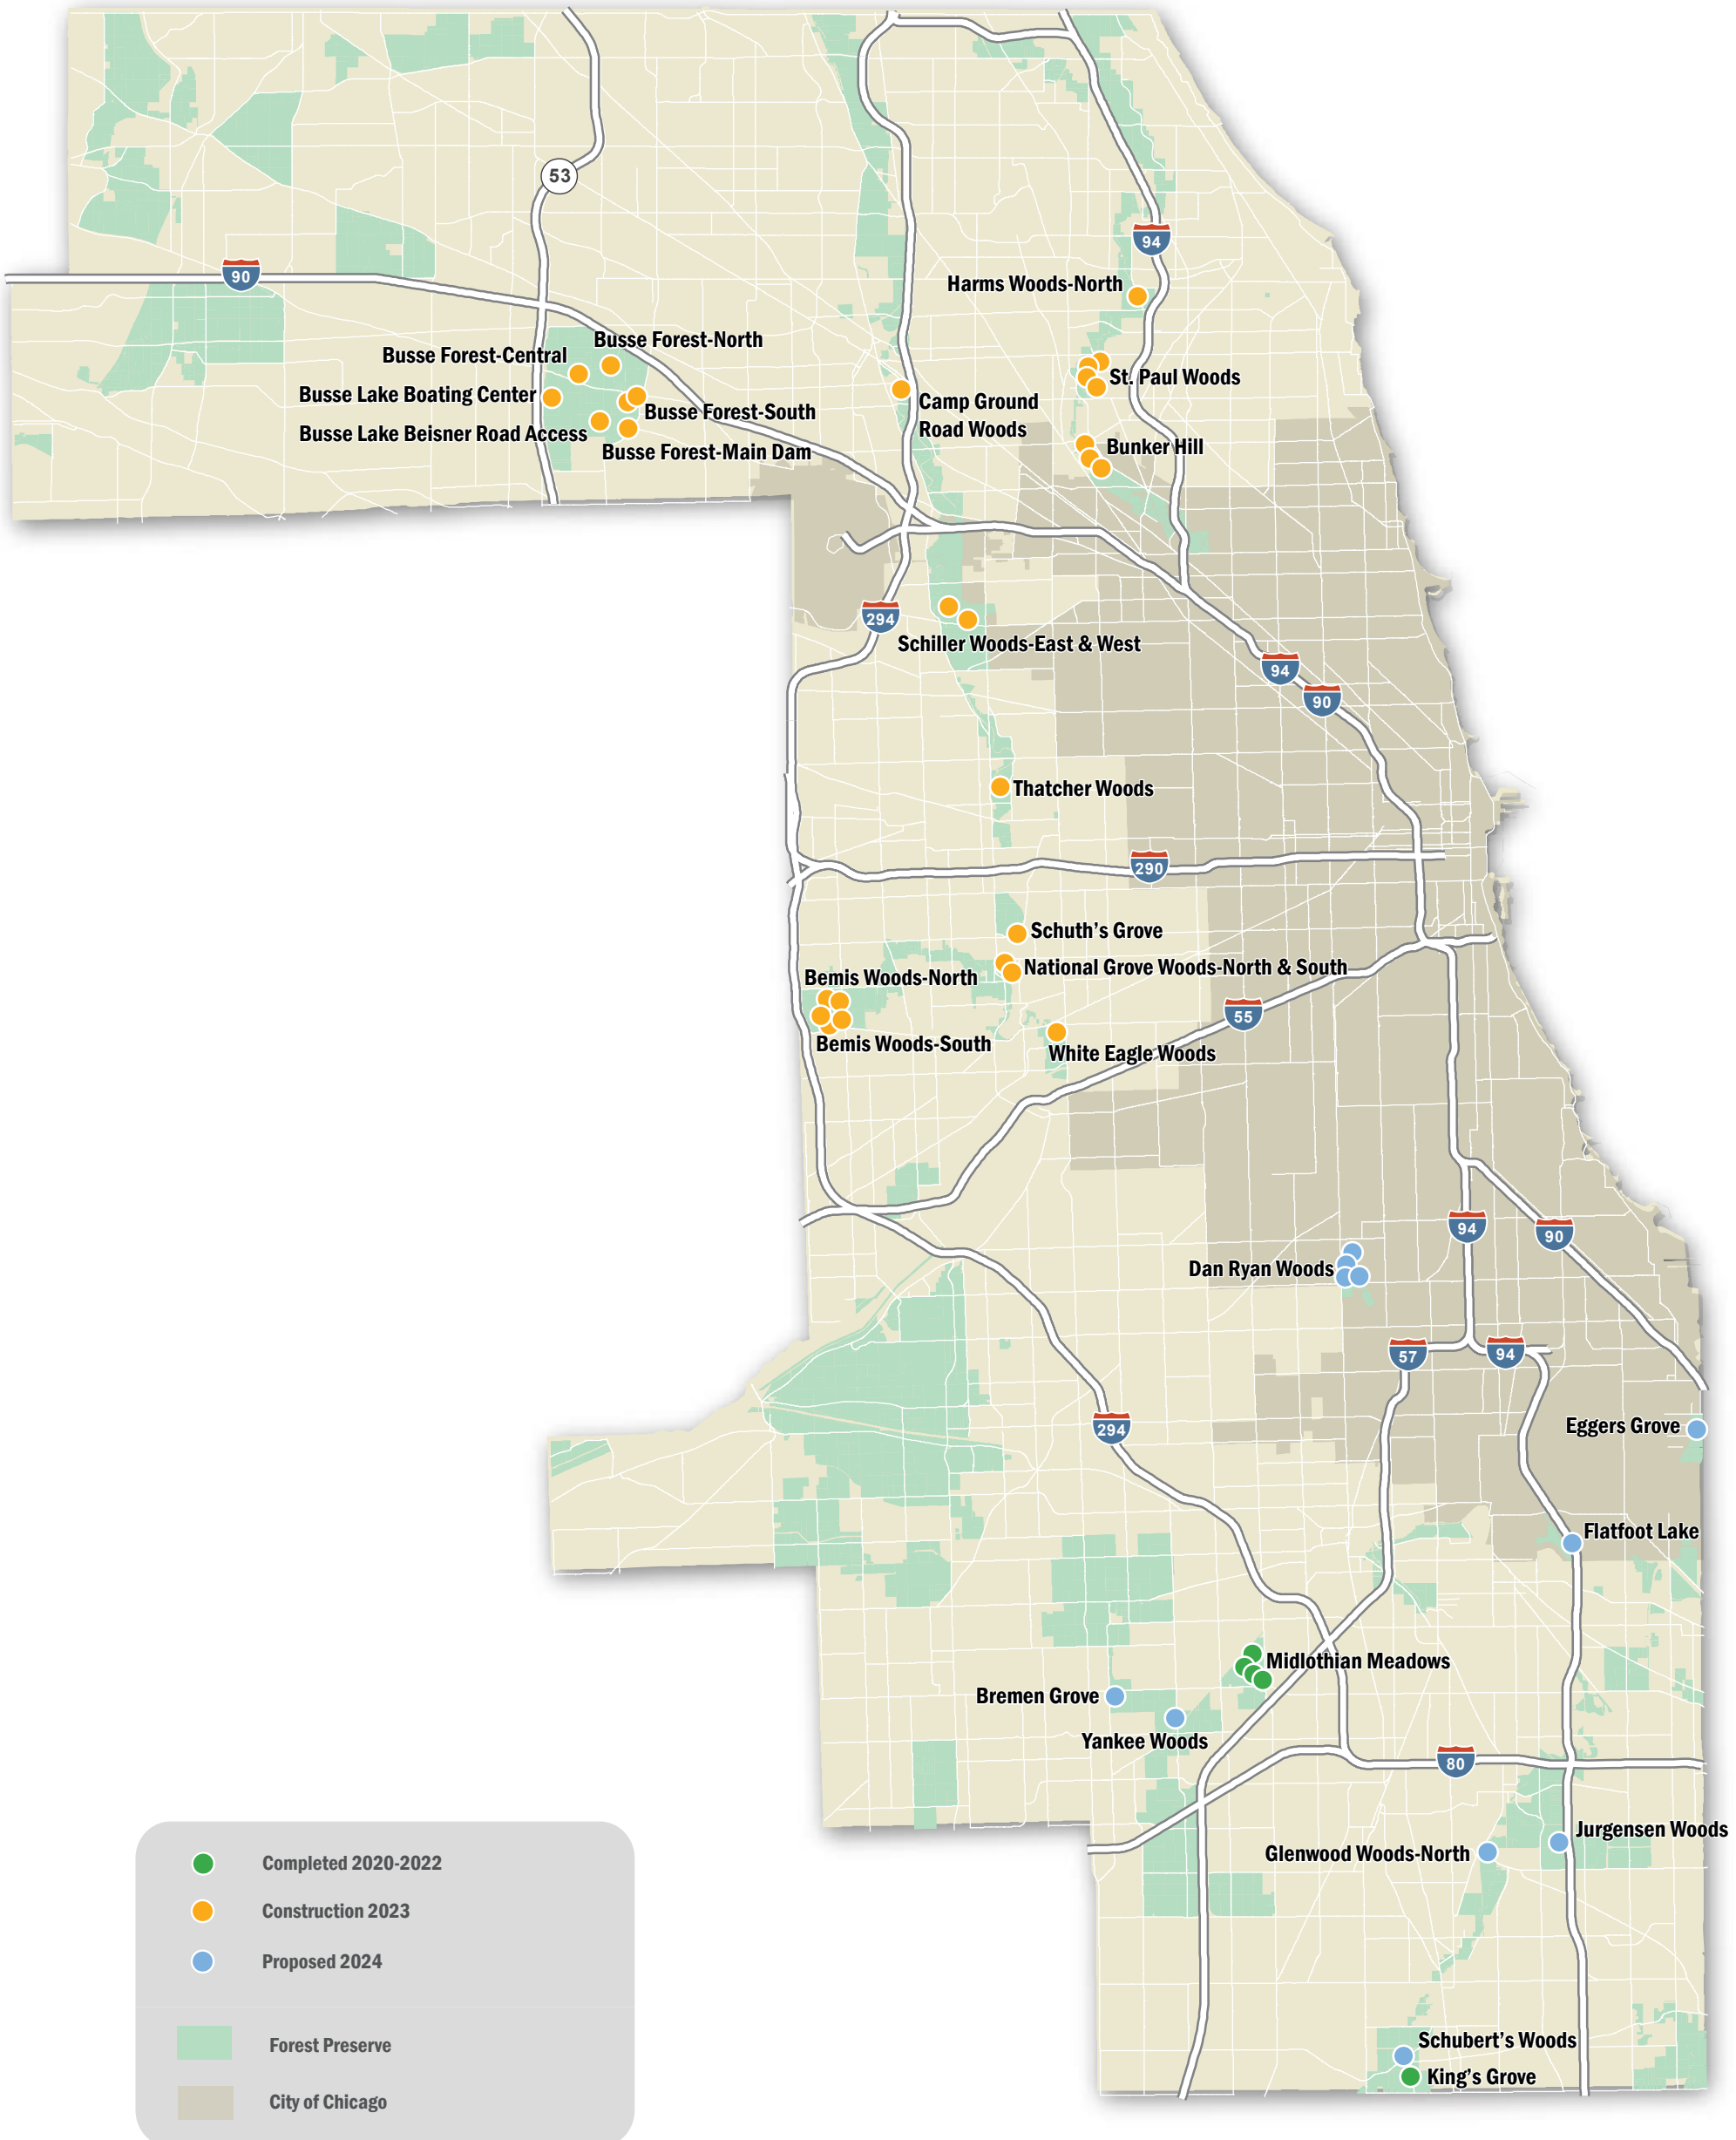 53
94
90
Harms Woods-North
Busse Forest-North
Busse Forest-Central
St. Paul Woods
Busse Lake Boating Center
Camp Ground
Road Woods
Busse Forest-South
Busse Lake Beisner Road Access
Bunker Hill
Busse Forest-Main Dam
294
Schiller Woods-East & West
94
90
Thatcher Woods
290
Schuth's Grove
National Grove Woods-North & South
Bemis Woods-North
55
Bemis Woods-South
White Eagle Woods
94
90
Dan Ryan Woods
57
94
294
Eggers Grove
Flatfoot Lake
Midlothian Meadows
Bremen Grove
Yankee Woods
80
Jurgensen Woods
Glenwood Woods-North
Completed 2020-2022
Construction 2023
Proposed 2024
Forest Preserve
City of Chicago
Schubert's Woods
King's Grove